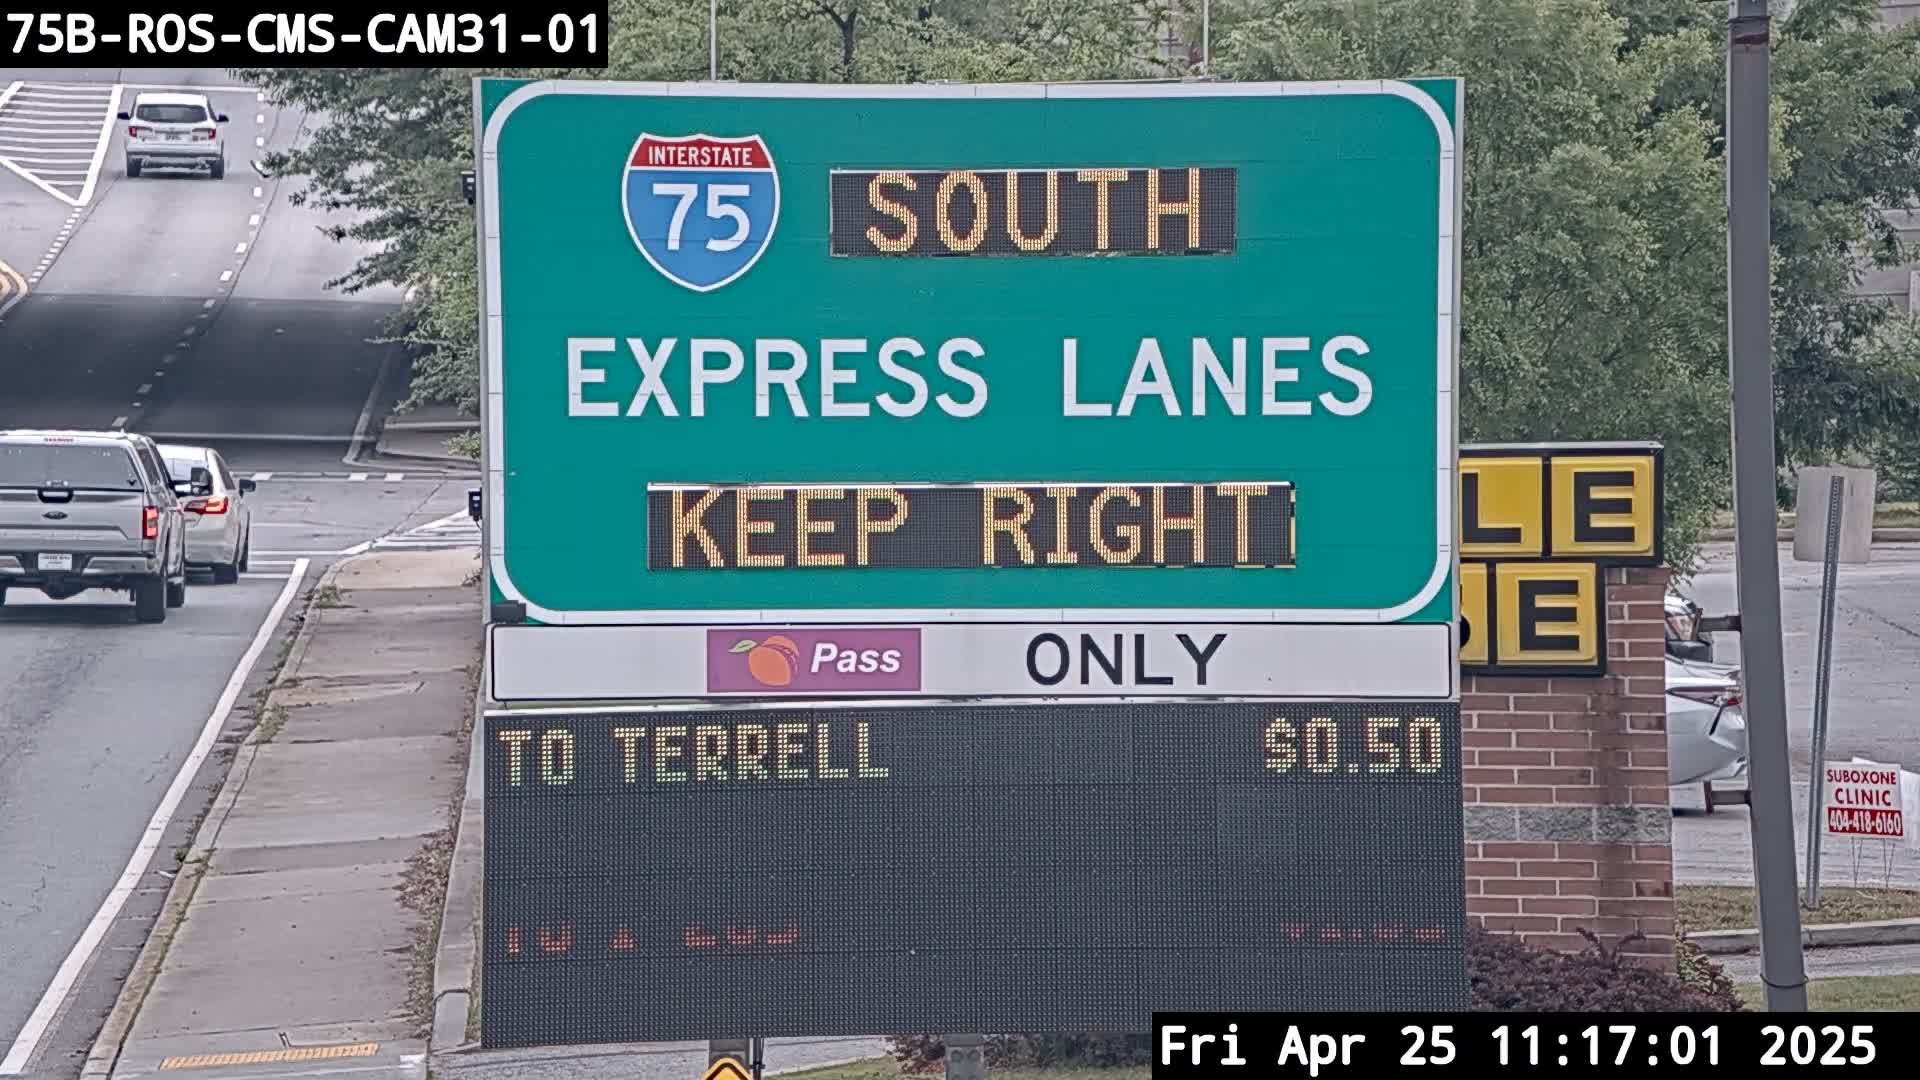 75B-ROS-CMS-CAM31-01
INTERSTATE
75
SOUTH
EXPRESS LANES
KEEP RIGHT
LE
E
Pass ONLY
TO TERRELL $0.50
SUBOXONE
CLINIC
404-418-6160
Fri Apr 25 11:17:01 2025